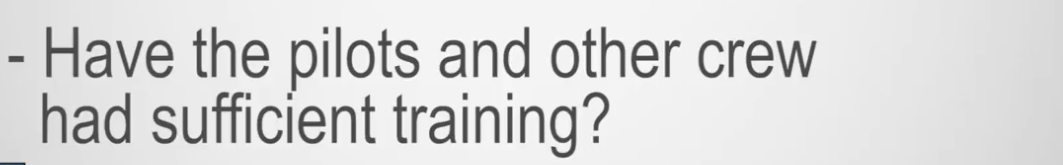 - Have the pilots and other crew
had sufficient training?